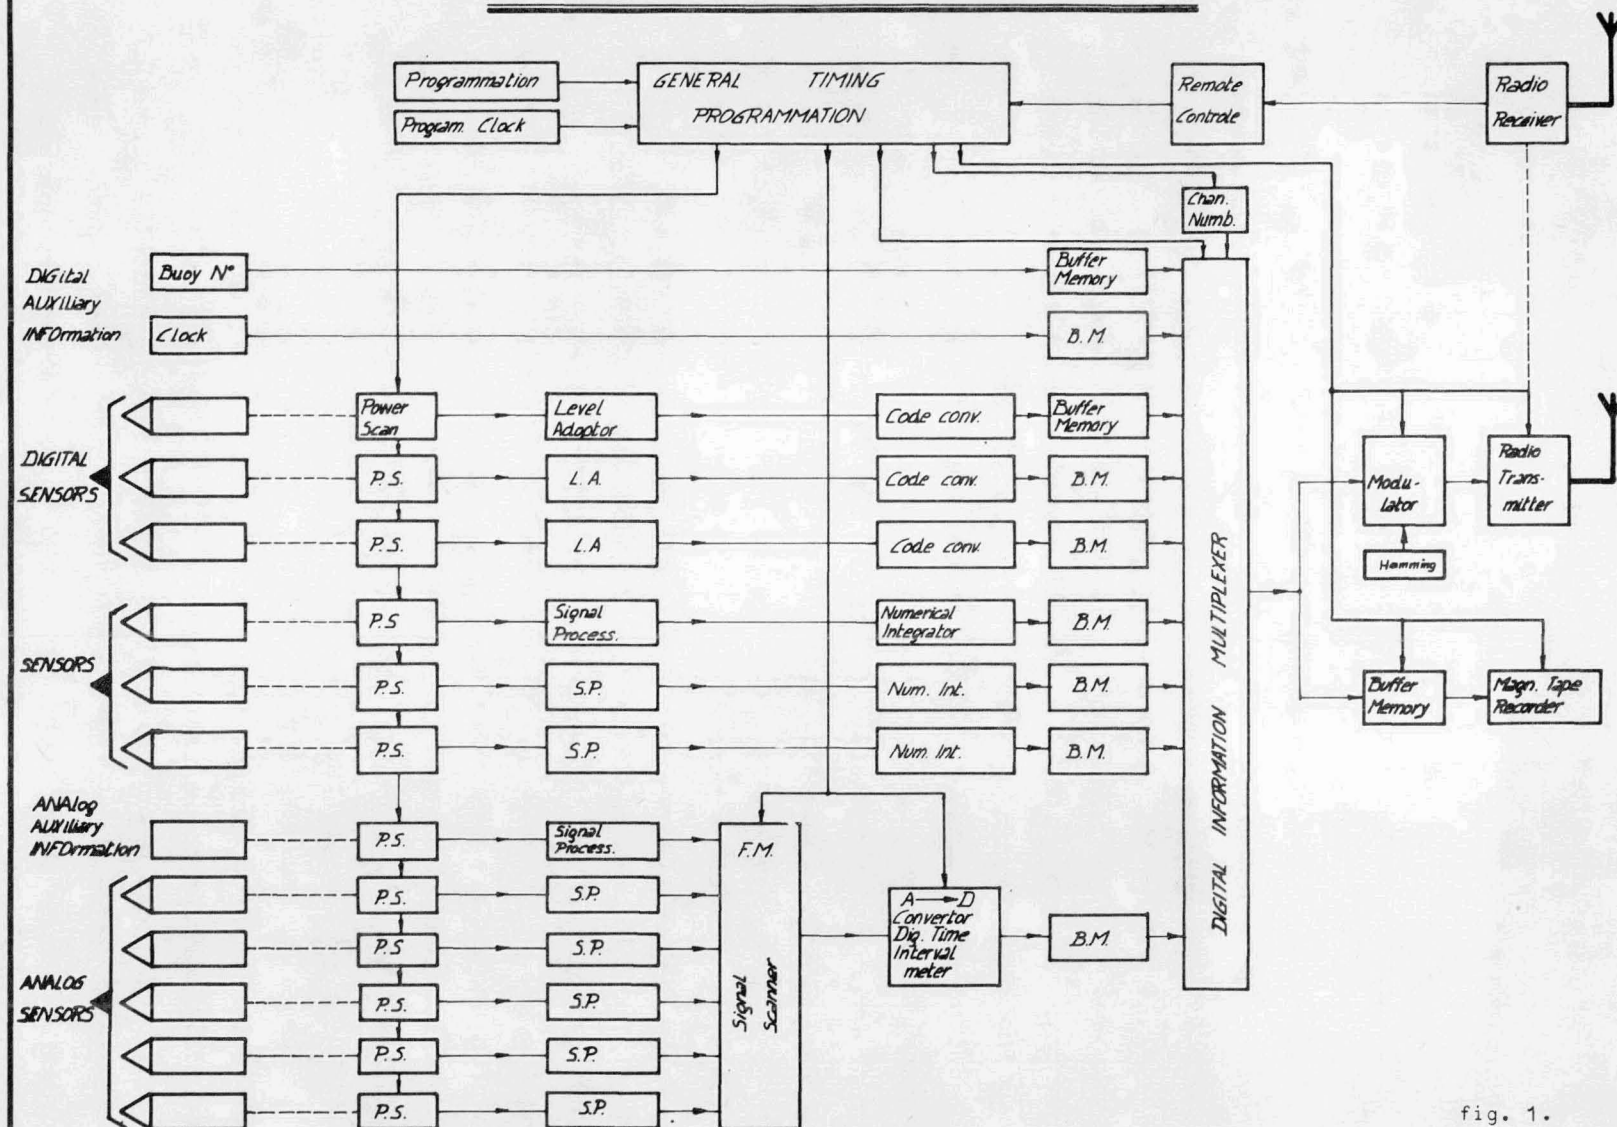 Programmation
GENERAL TIMING
PROGRAMMATION
Remote
Controle
Radio
Receiver
Program. Clock
Chan.
Numb.
DIGital
AUXiliary
INFOrmation
Buoy N°
Buffer
Memory
Clock
B.M.
DIGITAL
SENSORS
Power
Scan
Level
Adaptor
Code conv.
Buffer
Memory
P.S.
L.A.
Code conv.
B.M.
P.S.
L.A
Code conv.
B.M.
Modu-
lator
Radio
Trans-
mitter
Hamming
SENSORS
P.S
Signal
Process.
Numerical
Integrator
B.M.
P.S.
S.P.
Num. Int.
B.M.
P.S.
S.P.
Num. Int.
B.M.
DIGITAL INFORMATION MULTIPLEXER
Buffer
Memory
Magn. Tape
Recorder
ANAlog
AUXiliary
INFOrmation
P.S.
Signal
Process.
F.M.
Signal
Scanner
ANALOG
SENSORS
P.S.
S.P.
P.S
S.P.
P.S.
S.P.
P.S.
S.P.
P.S.
S.P.
A D
Convertor
Dig. Time
Interval
meter
B.M.
fig. 1.